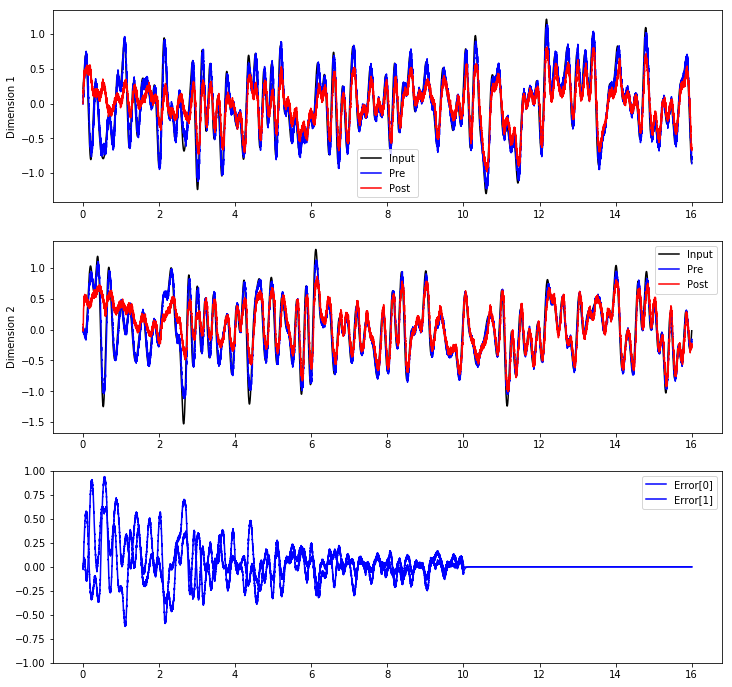 1.0
0.5
0.0
−0.5
−1.0
Dimension 1
Input
Pre
Post
0 2 4 6 8 10 12 14 16
1.0
0.5
0.0
−0.5
−1.0
−1.5
Dimension 2
Input
Pre
Post
0 2 4 6 8 10 12 14 16
1.00
0.75
0.50
0.25
0.00
−0.25
−0.50
−0.75
−1.00
Error[0]
Error[1]
0 2 4 6 8 10 12 14 16